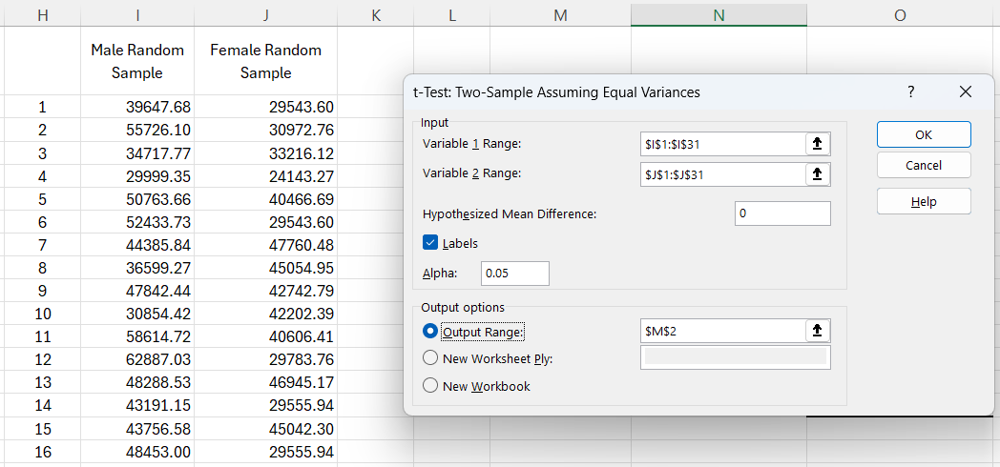 H I J K L M N O
Male Random Sample Female Random Sample
1 39647.68 29543.60
2 55726.10 30972.76
3 34717.77 33216.12
4 29999.35 24143.27
5 50763.66 40466.69
6 52433.73 29543.60
7 44385.84 47760.48
8 36599.27 45054.95
9 47842.44 42742.79
10 30854.42 42202.39
11 58614.72 40606.41
12 62887.03 29783.76
13 48288.53 46945.17
14 43191.15 29555.94
15 43756.58 45042.30
16 48453.00 29555.94
t-Test: Two-Sample Assuming Equal Variances ?
Input
Variable 1 Range: $I$1:$I$31
Variable 2 Range: $J$1:$J$31
Hypothesized Mean Difference: 0
Labels
Alpha: 0.05
Output options
Output Range: $M$2
New Worksheet Ply:
New Workbook
OK
Cancel
Help